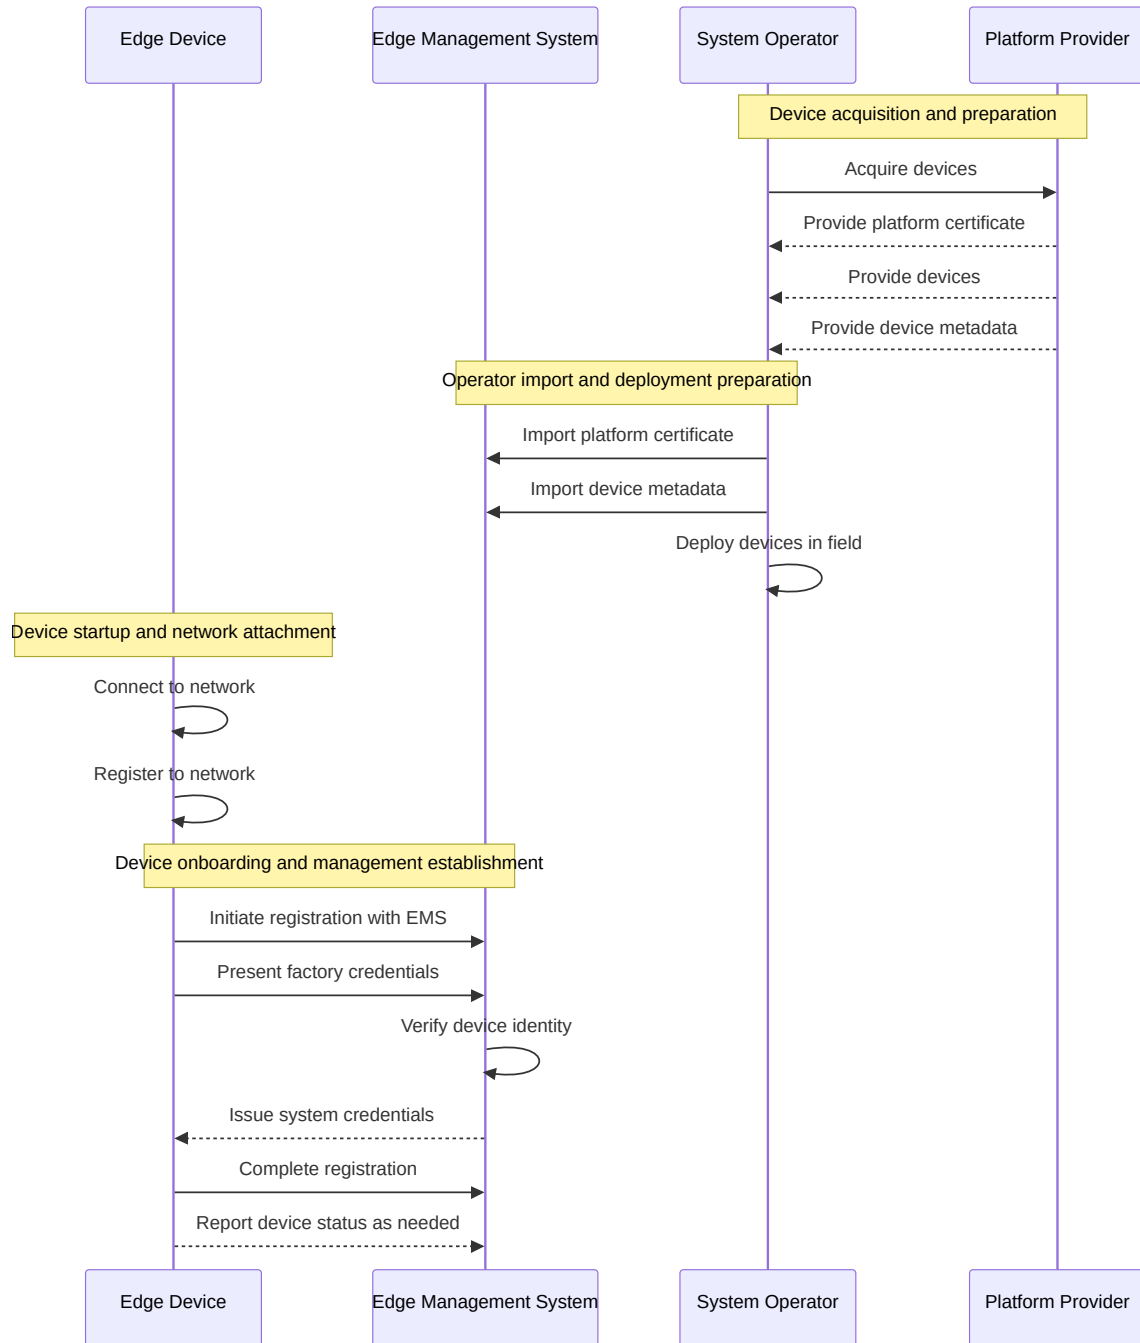 Edge Device
Edge Management System
System Operator
Platform Provider
Device acquisition and preparation
Acquire devices
Provide platform certificate
Provide devices
Provide device metadata
Operator import and deployment preparation
Import platform certificate
Import device metadata
Deploy devices in field
Device startup and network attachment
Connect to network
Register to network
Device onboarding and management establishment
Initiate registration with EMS
Present factory credentials
Verify device identity
Issue system credentials
Complete registration
Report device status as needed
Edge Device
Edge Management System
System Operator
Platform Provider